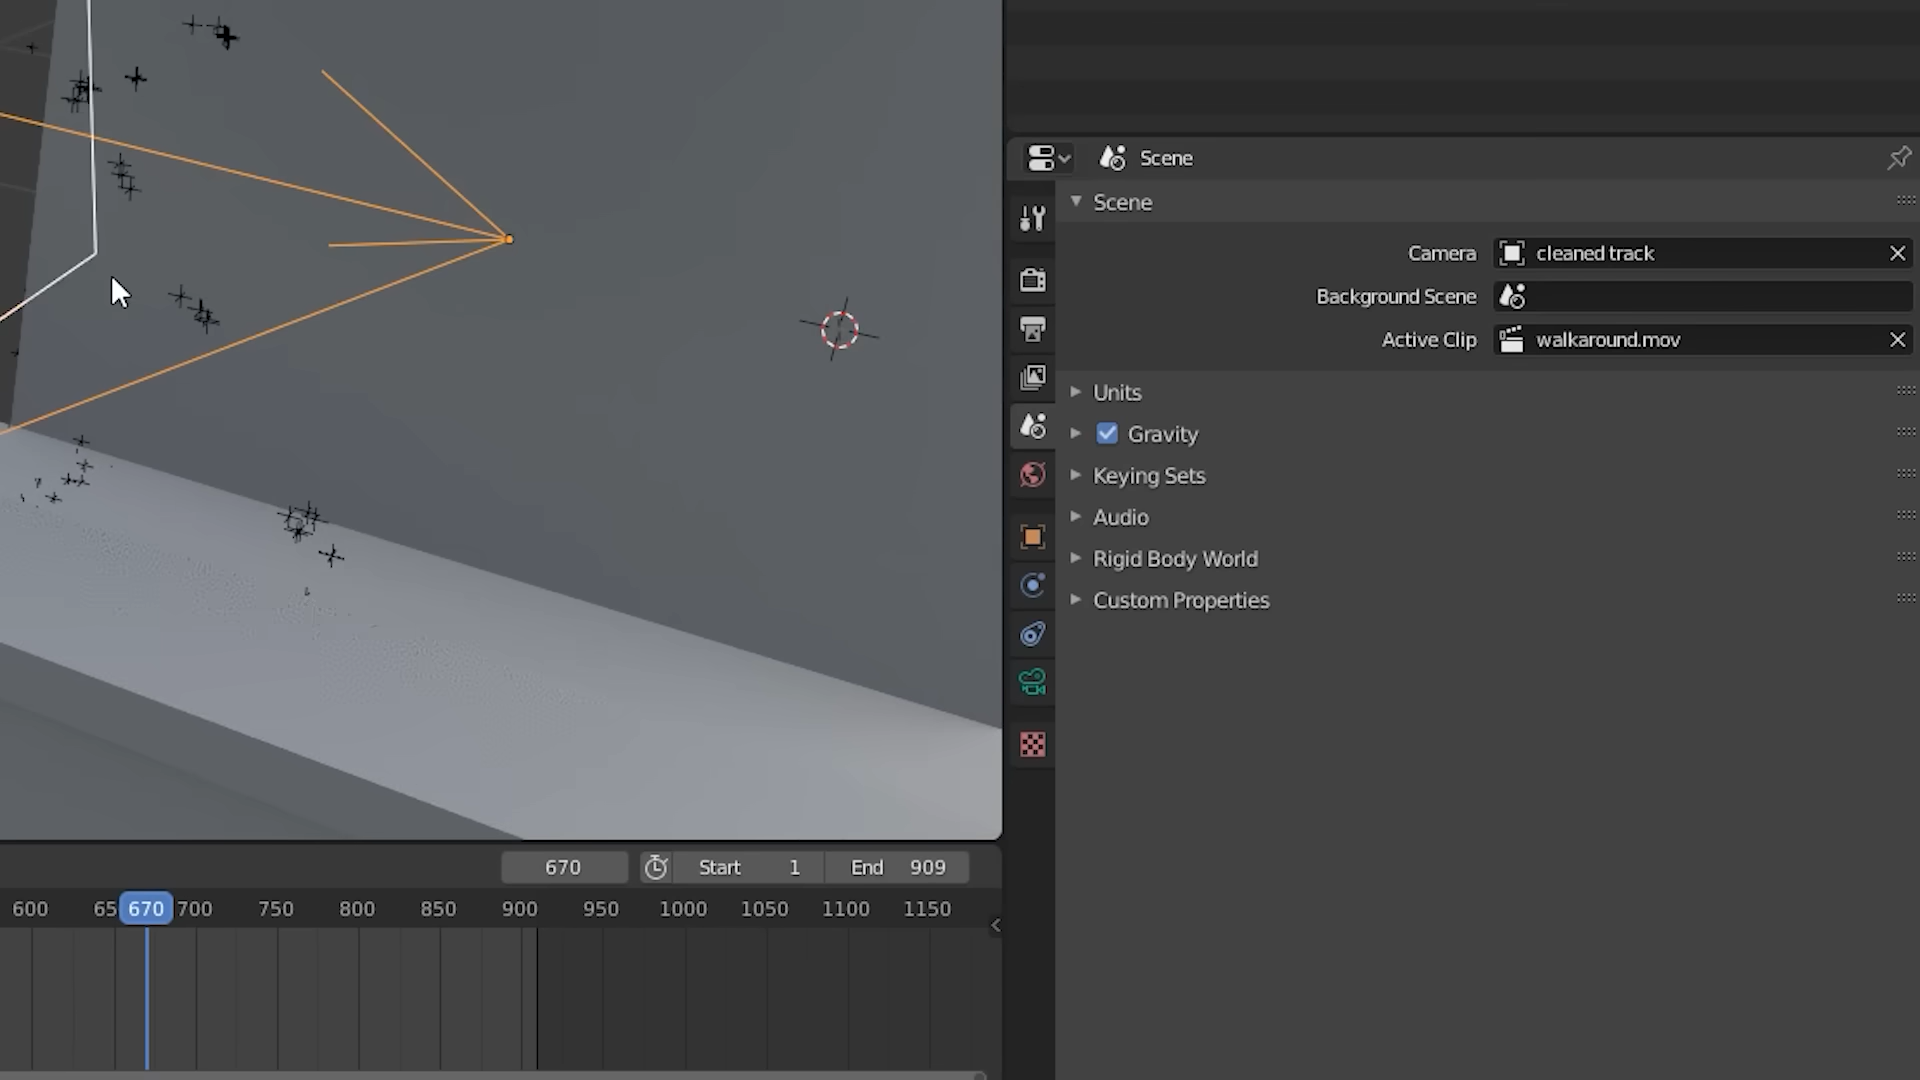 Scene
Scene
Camera cleaned track
Background Scene
Active Clip walkaround.mov
Units
Gravity
Keying Sets
Audio
Rigid Body World
Custom Properties
670 Start 1 End 909
600 65 670 700 750 800 850 900 950 1000 1050 1100 1150